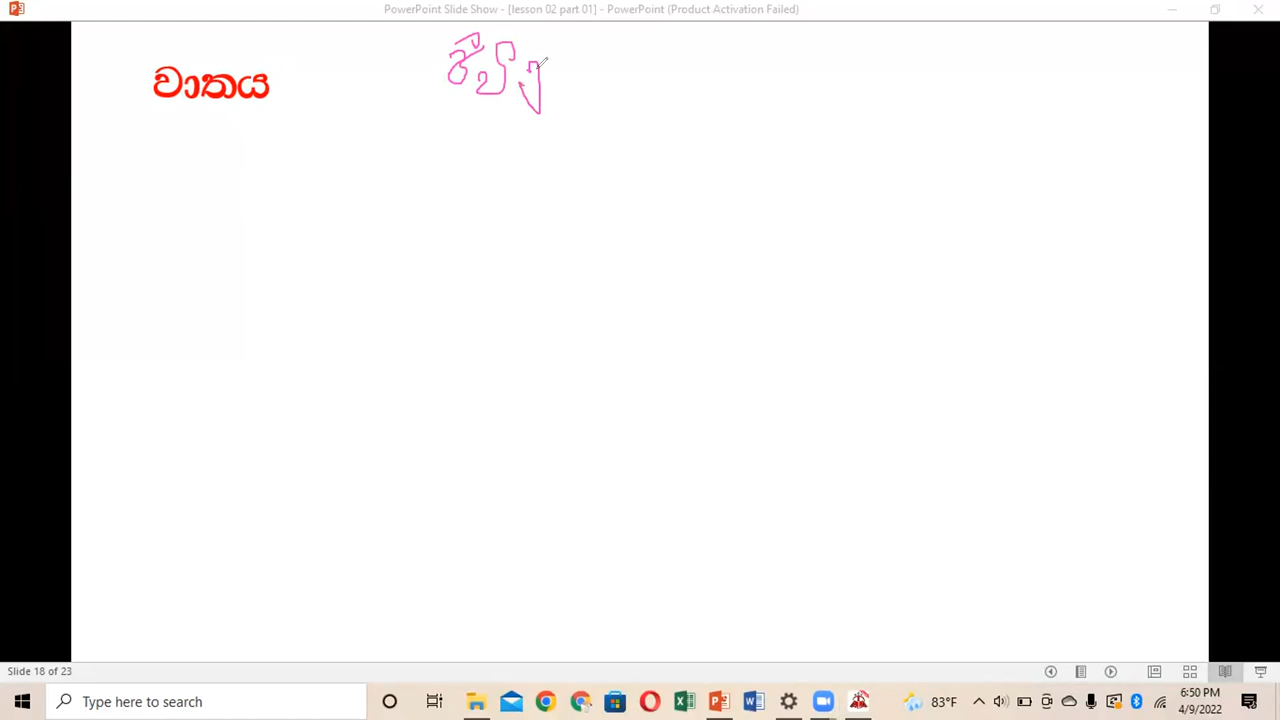 PowerPoint Slide Show - [lesson 02 part 01] - PowerPoint (Product Activation Failed)
වාතය
Slide 18 of 23
Type here to search
83°F
6:50 PM
4/9/2022